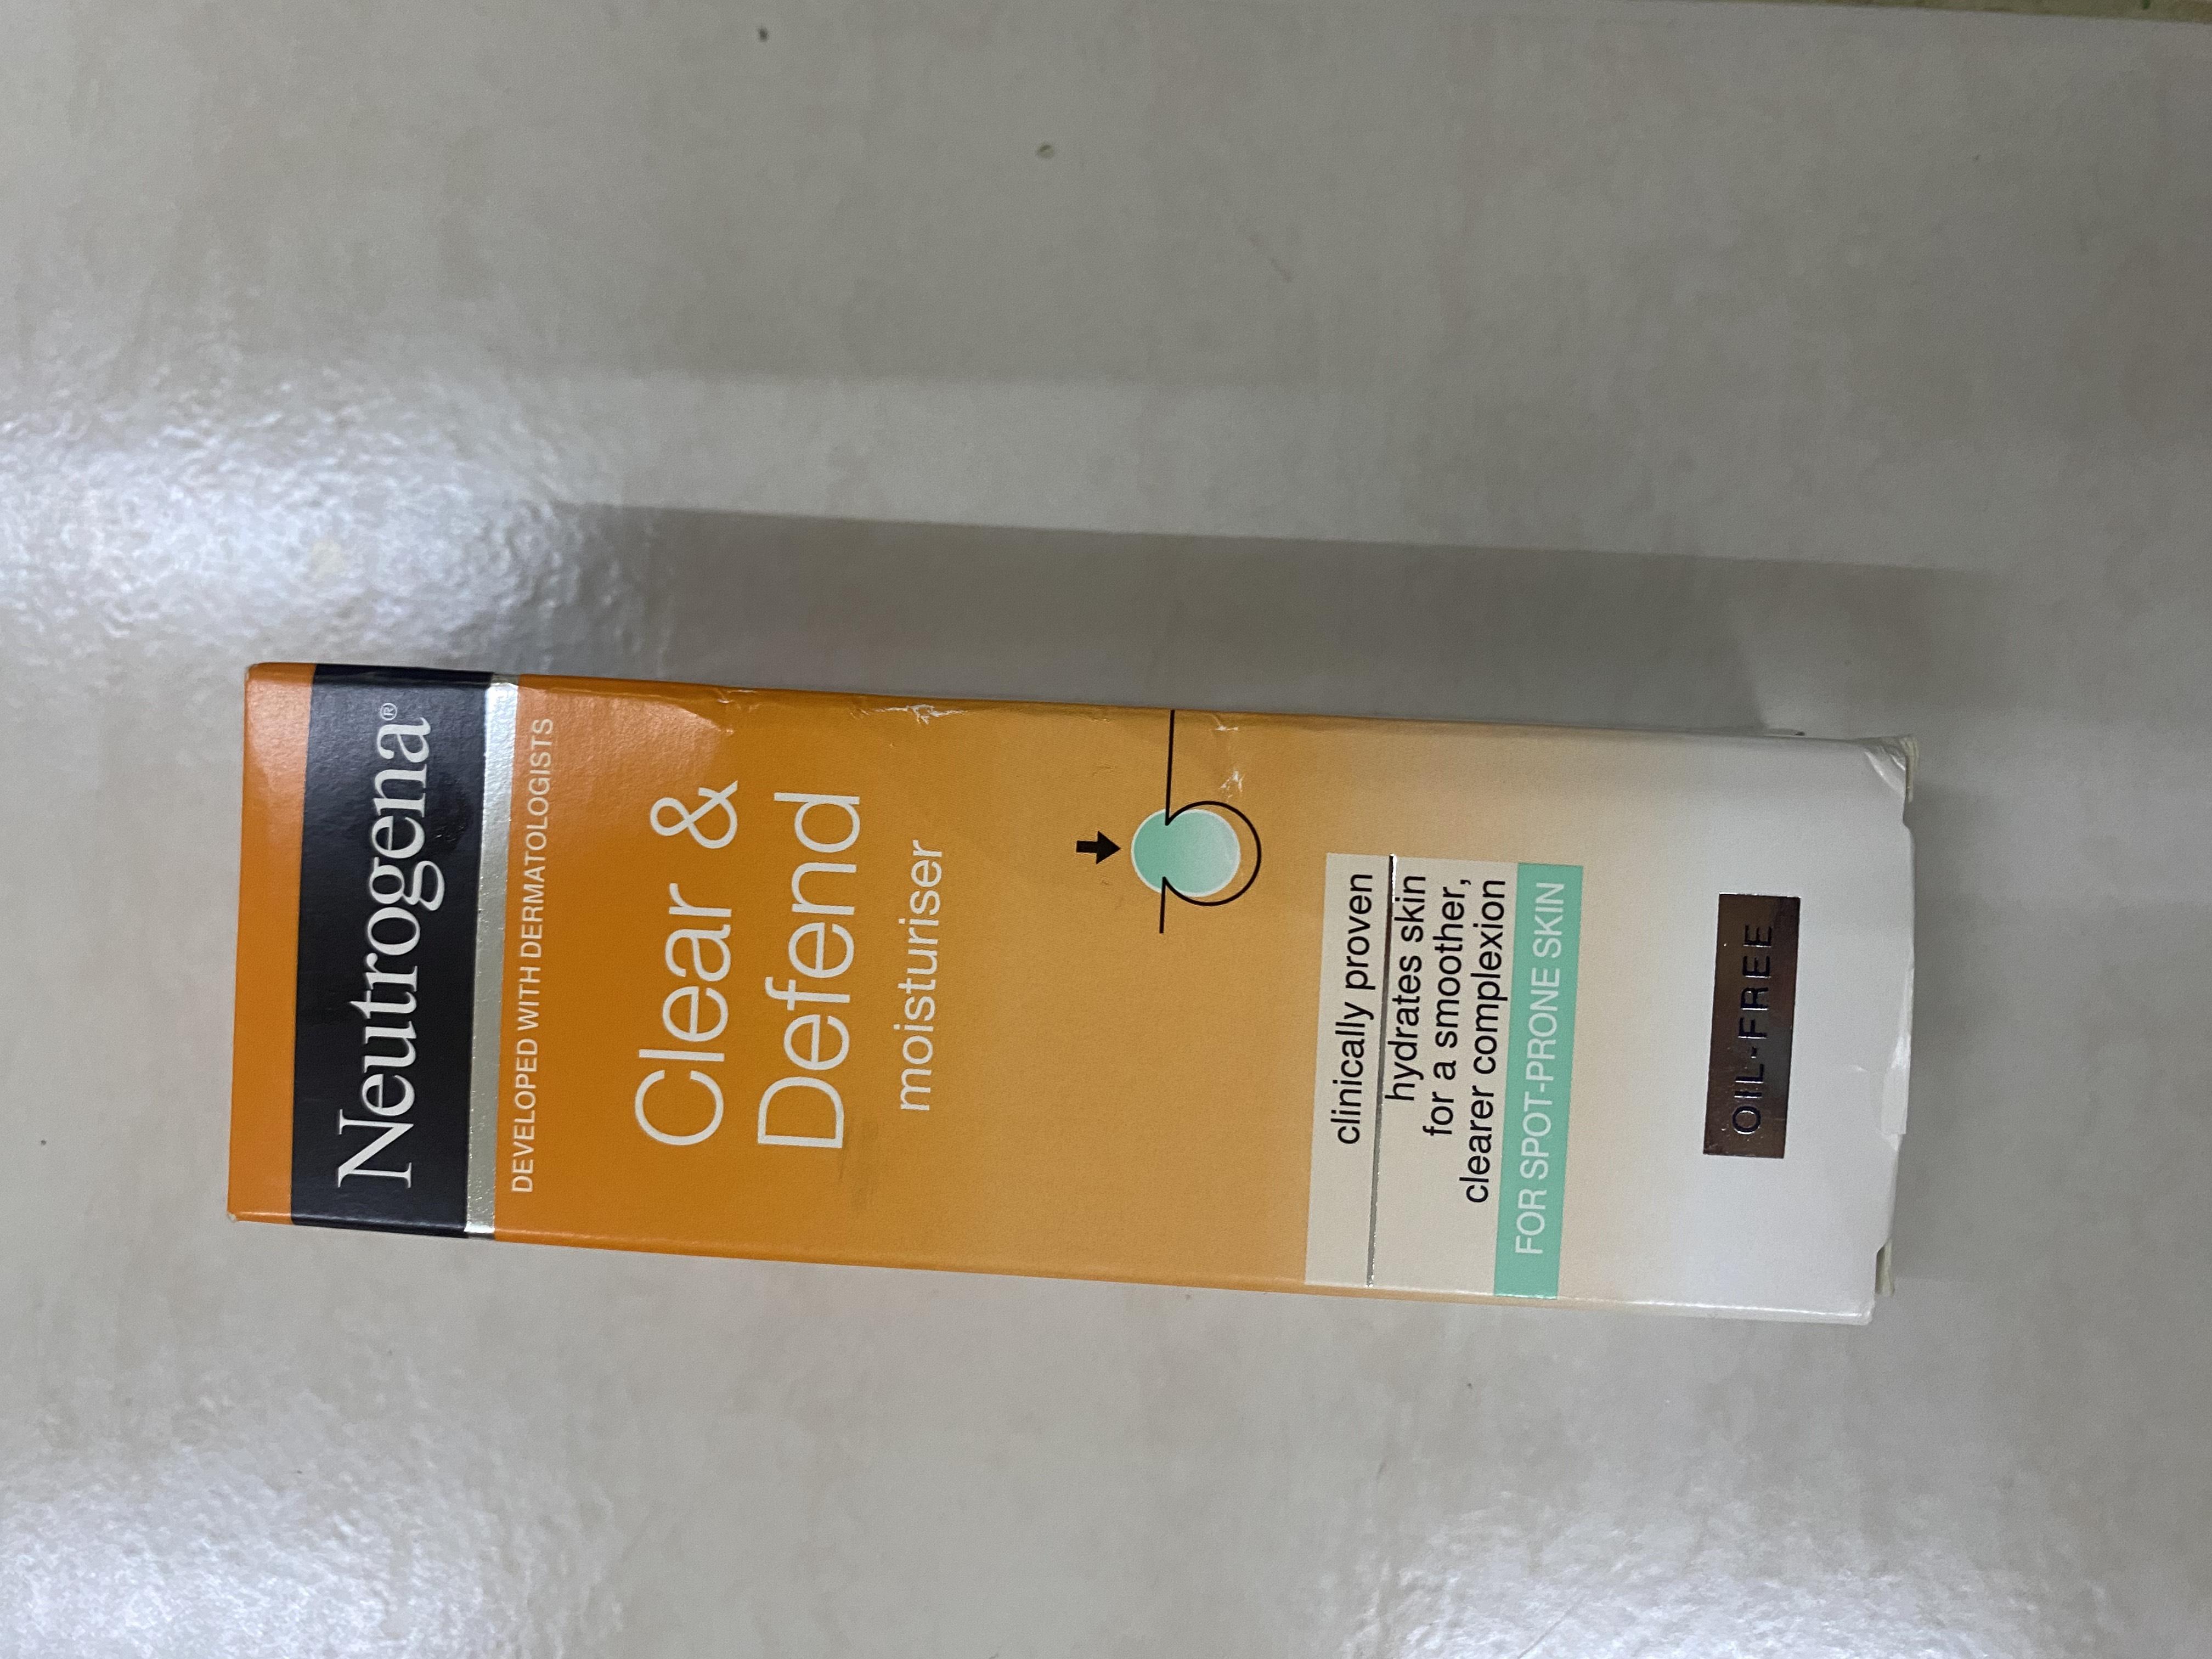 Neutrogena®
DEVELOPED WITH DERMATOLOGISTS
Clear &
Defend
moisturiser
clinically proven
hydrates skin
for a smoother,
clearer complexion
FOR SPOT-PRONE SKIN
OIL-FREE